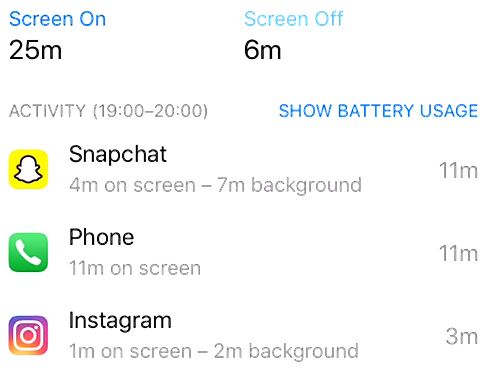 Screen On Screen Off
25m 6m
ACTIVITY (19:00–20:00) SHOW BATTERY USAGE
Snapchat
4m on screen – 7m background 11m
Phone
11m on screen 11m
Instagram
1m on screen – 2m background 3m